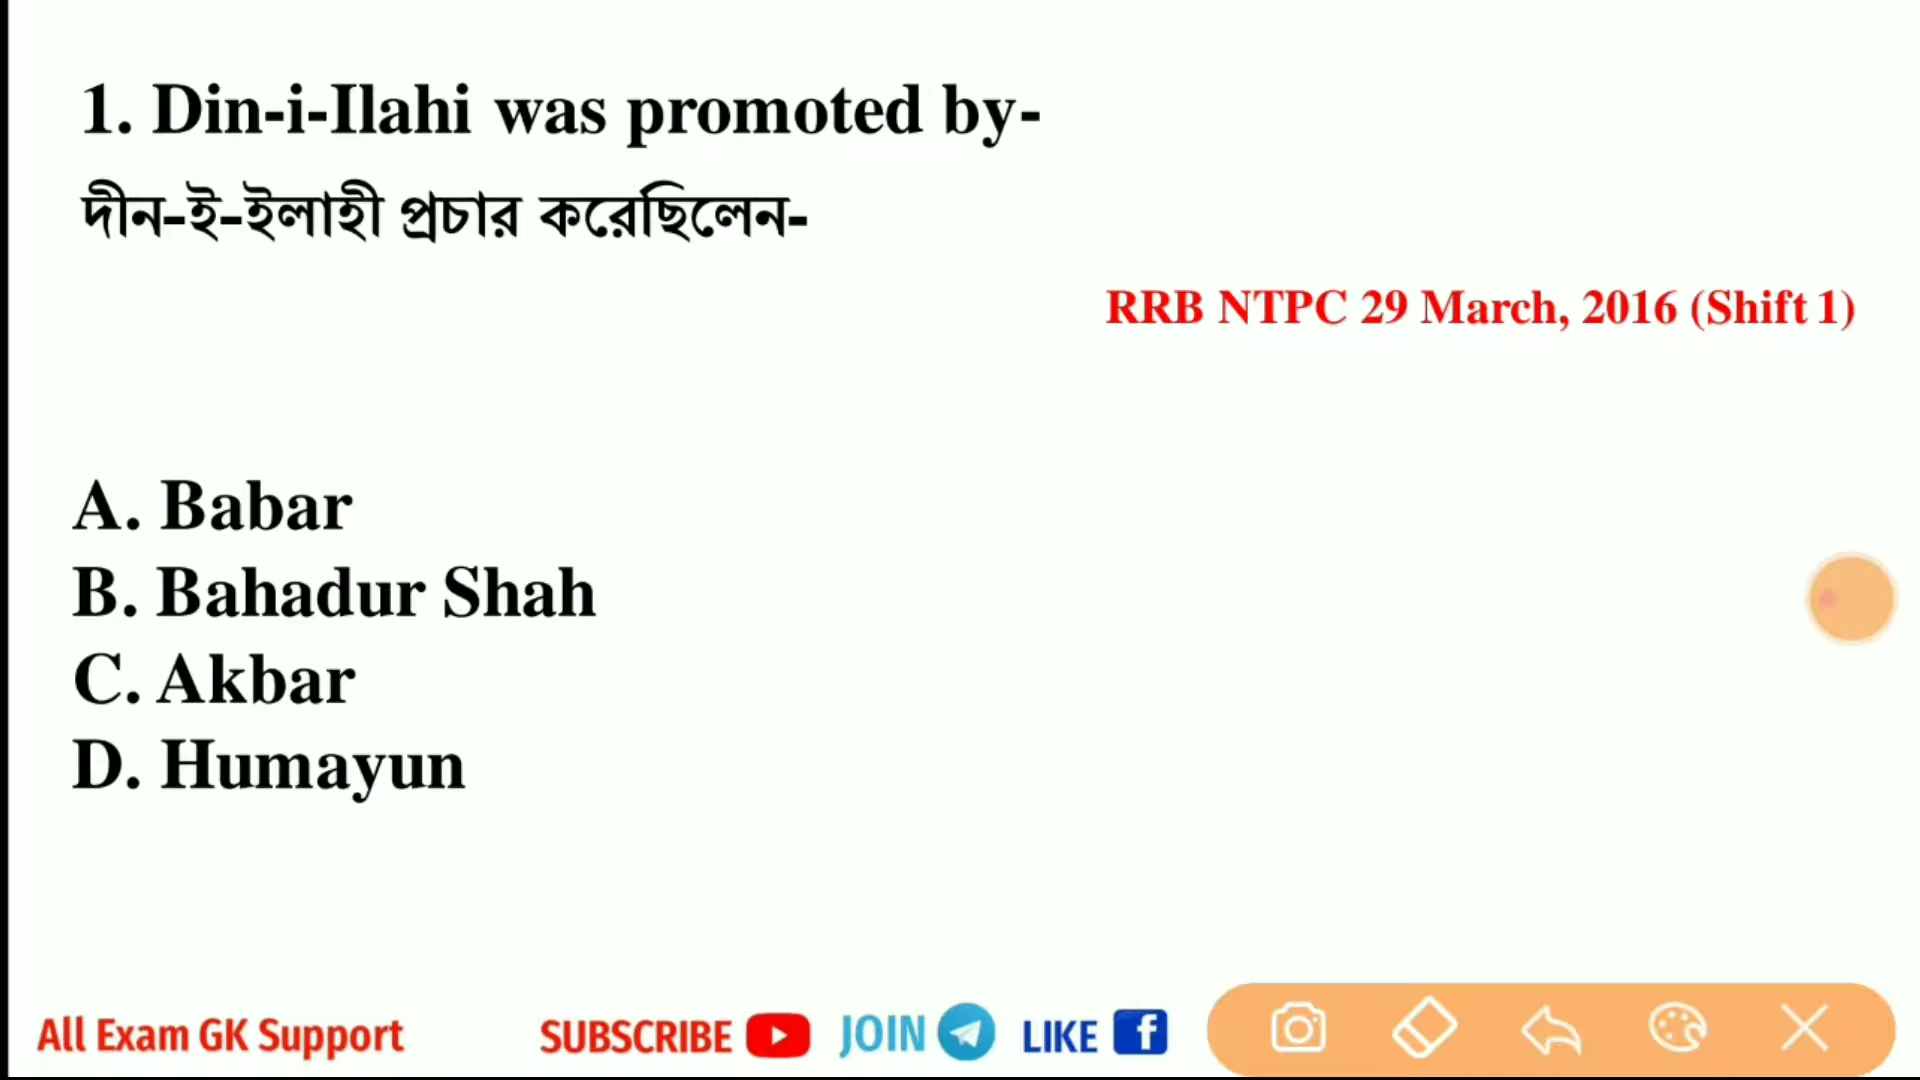 1. Din-i-Ilahi was promoted by-
দীন-ই-ইলাহী প্রচার করেছিলেন-
RRB NTPC 29 March, 2016 (Shift 1)
A. Babar
B. Bahadur Shah
C. Akbar
D. Humayun
All Exam GK Support SUBSCRIBE JOIN LIKE f